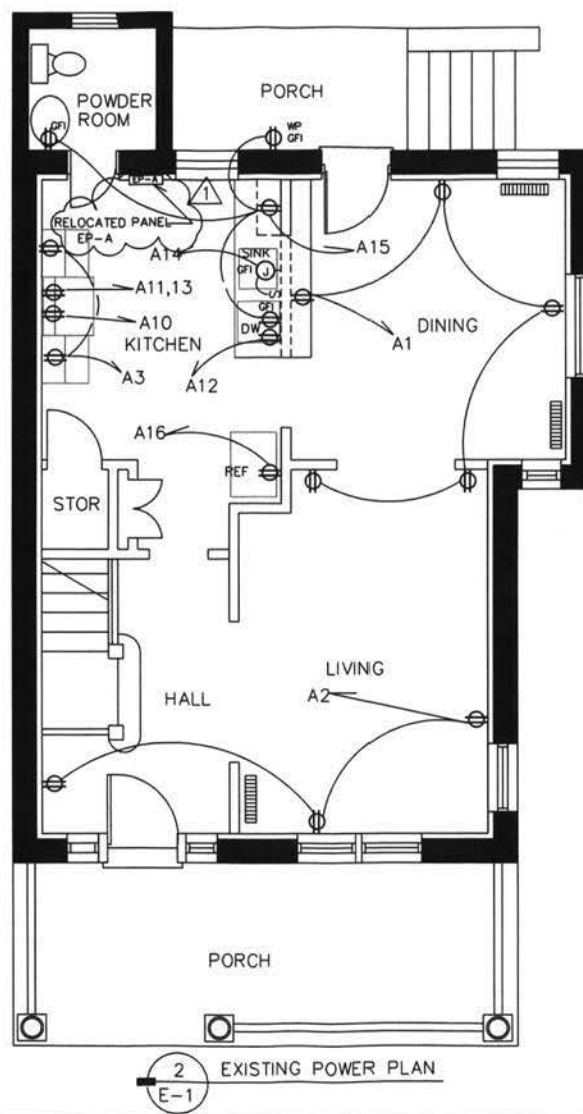 POWDER
ROOM
GFI
PORCH
WP
GFI
EP-A
1
RELOCATED PANEL
EP-A
A14
SINK
GFI
J
S
A15
A11,13
A10
KITCHEN
GFI
DW
A1
DINING
A3
A12
A16
REF
STOR
LIVING
A2
HALL
PORCH
2
E-1
EXISTING POWER PLAN